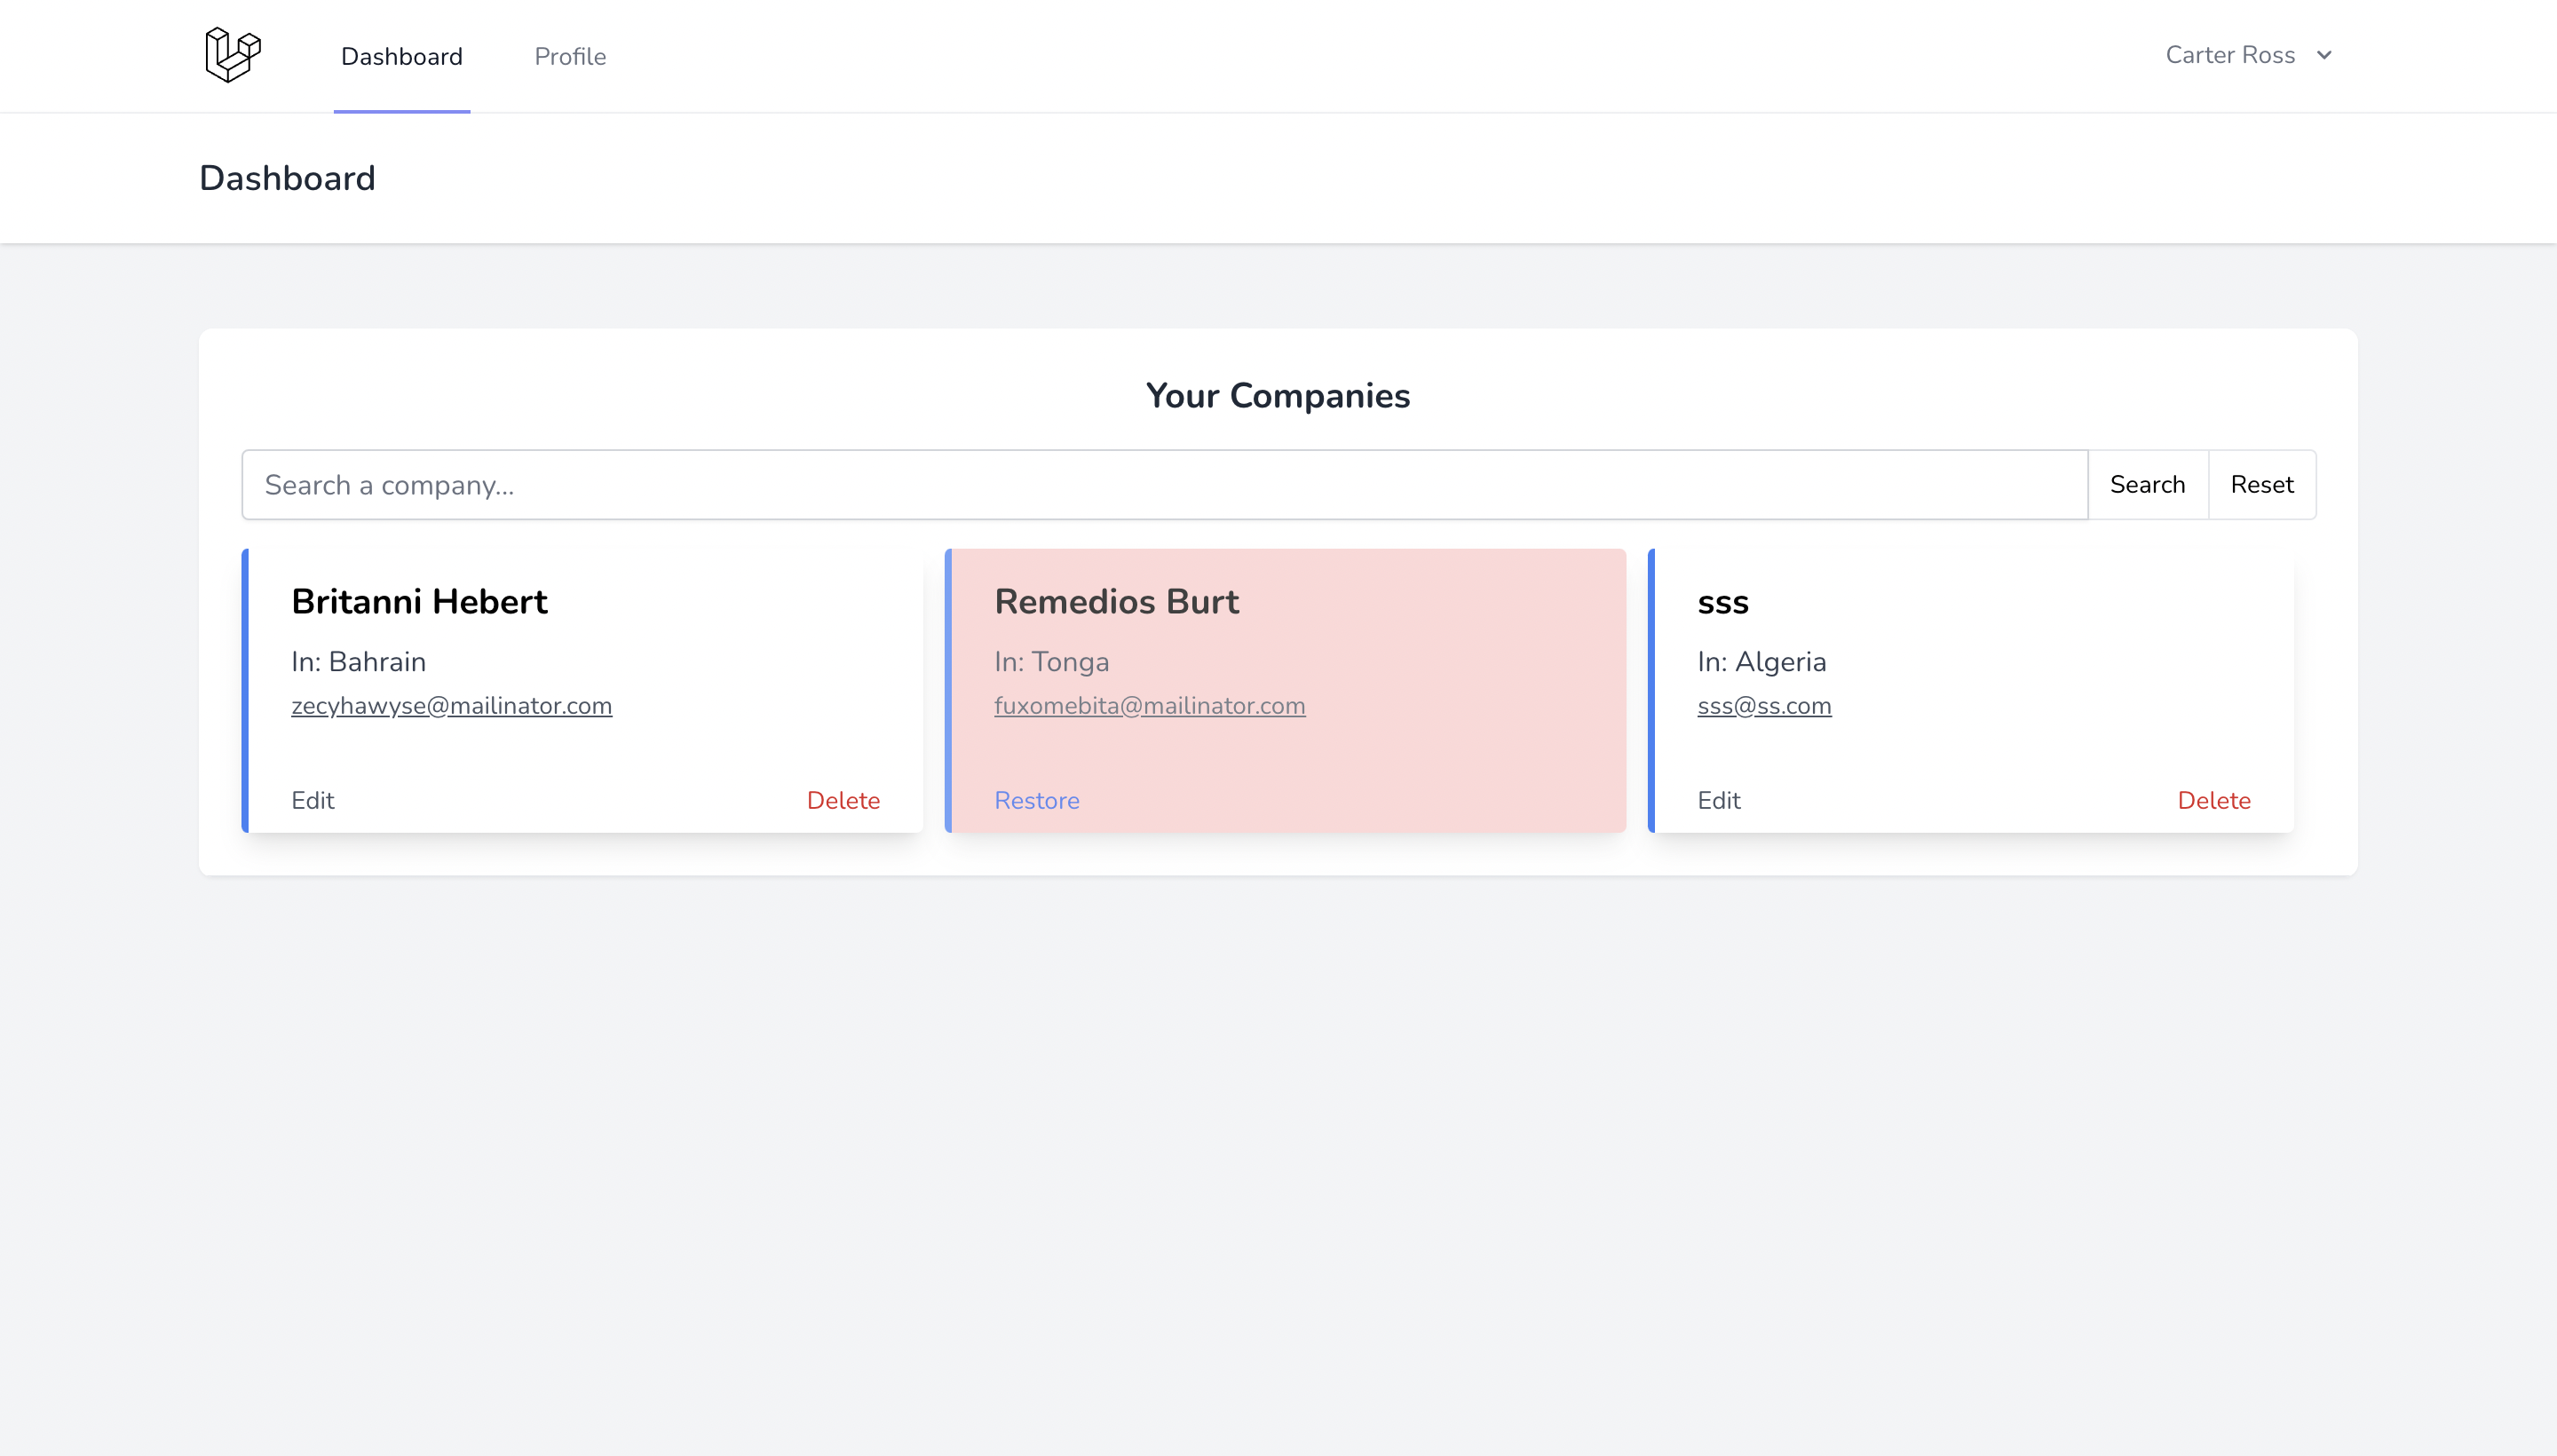 Dashboard
Profile
Carter Ross
Dashboard
Your Companies
Search a company...
Search
Reset
Britanni Hebert
In: Bahrain
zecyhawyse@mailinator.com
Edit
Delete
Remedios Burt
In: Tonga
fuxomebita@mailinator.com
Restore
sss
In: Algeria
sss@ss.com
Edit
Delete